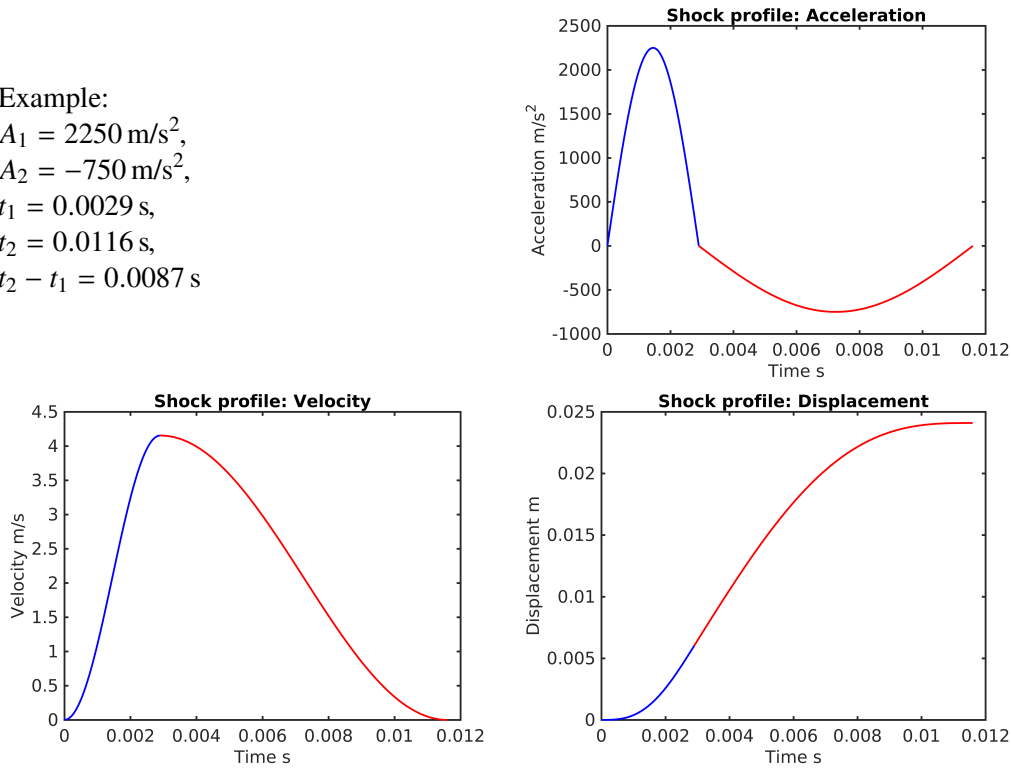 Example:
A₁ = 2250 m/s²,
A₂ = −750 m/s²,
t₁ = 0.0029 s,
t₂ = 0.0116 s,
t₂ − t₁ = 0.0087 s
Shock profile: Acceleration
Acceleration m/s²
2500
2000
1500
1000
500
0
-500
-1000
0 0.002 0.004 0.006 0.008 0.01 0.012
Time s
Shock profile: Velocity
Velocity m/s
4.5
4
3.5
3
2.5
2
1.5
1
0.5
0
0 0.002 0.004 0.006 0.008 0.01 0.012
Time s
Shock profile: Displacement
Displacement m
0.025
0.02
0.015
0.01
0.005
0
0 0.002 0.004 0.006 0.008 0.01 0.012
Time s